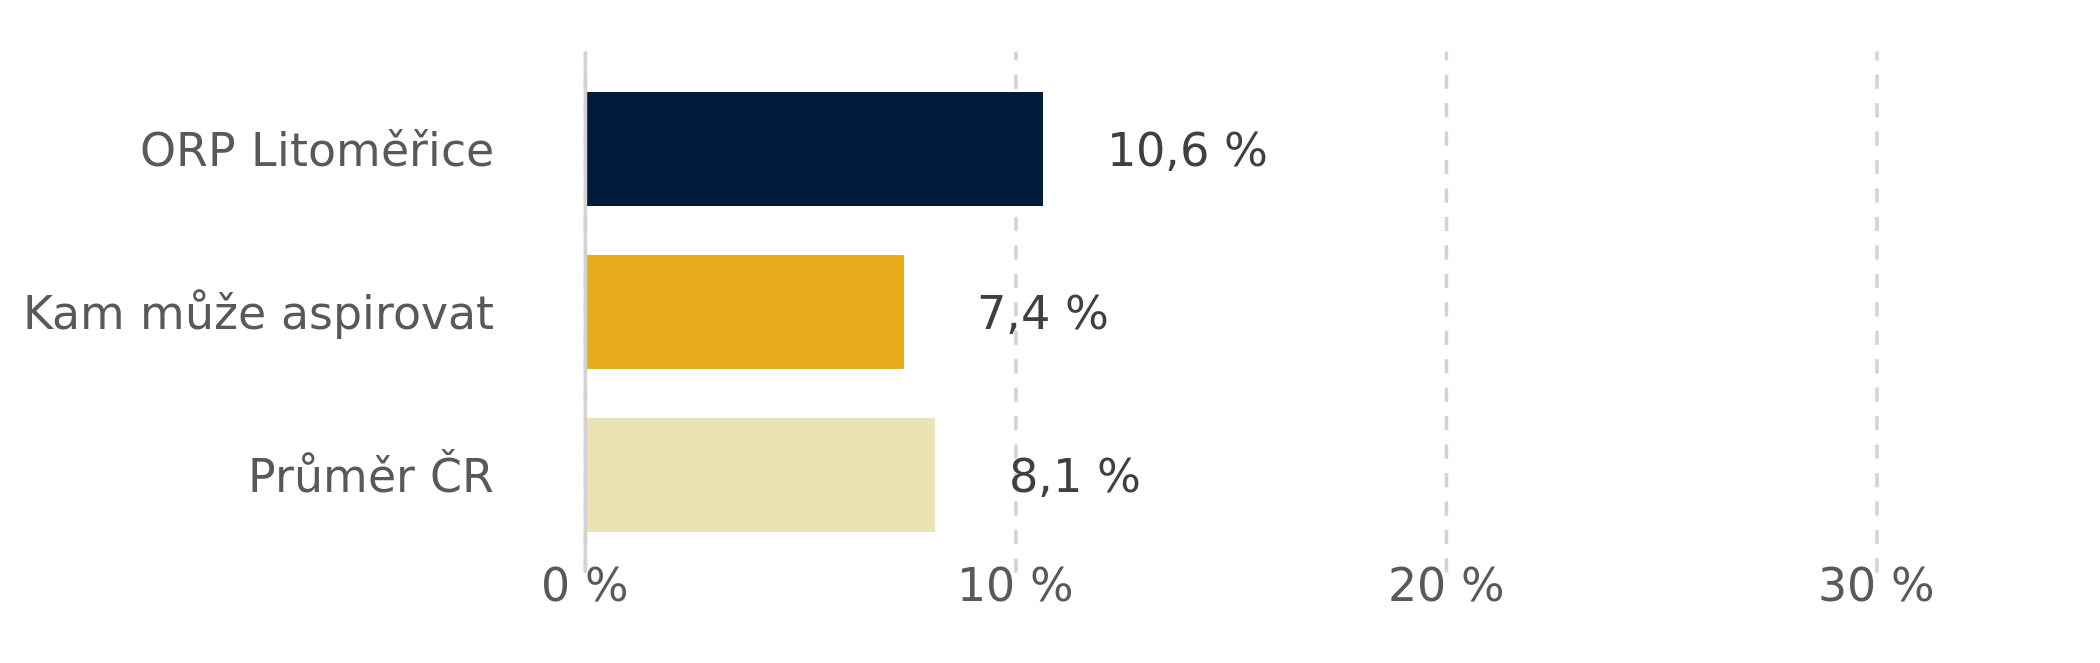 ORP Litoměřice 10,6 %
Kam může aspirovat 7,4 %
Průměr ČR 8,1 %
0 % 10 % 20 % 30 %